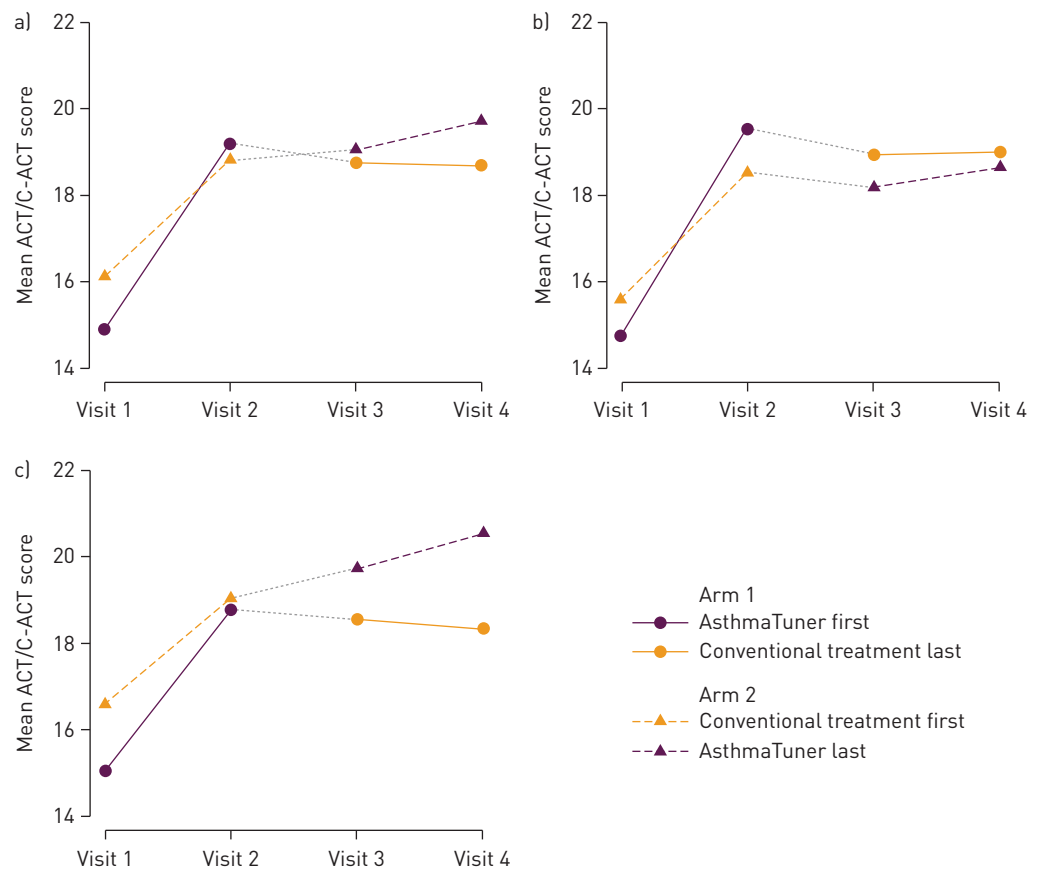 a)
Mean ACT/C-ACT score
22
20
18
16
14
Visit 1 Visit 2 Visit 3 Visit 4
b)
Mean ACT/C-ACT score
22
20
18
16
14
Visit 1 Visit 2 Visit 3 Visit 4
c)
Mean ACT/C-ACT score
22
20
18
16
14
Visit 1 Visit 2 Visit 3 Visit 4
Arm 1
AsthmaTuner first
Conventional treatment last
Arm 2
Conventional treatment first
AsthmaTuner last